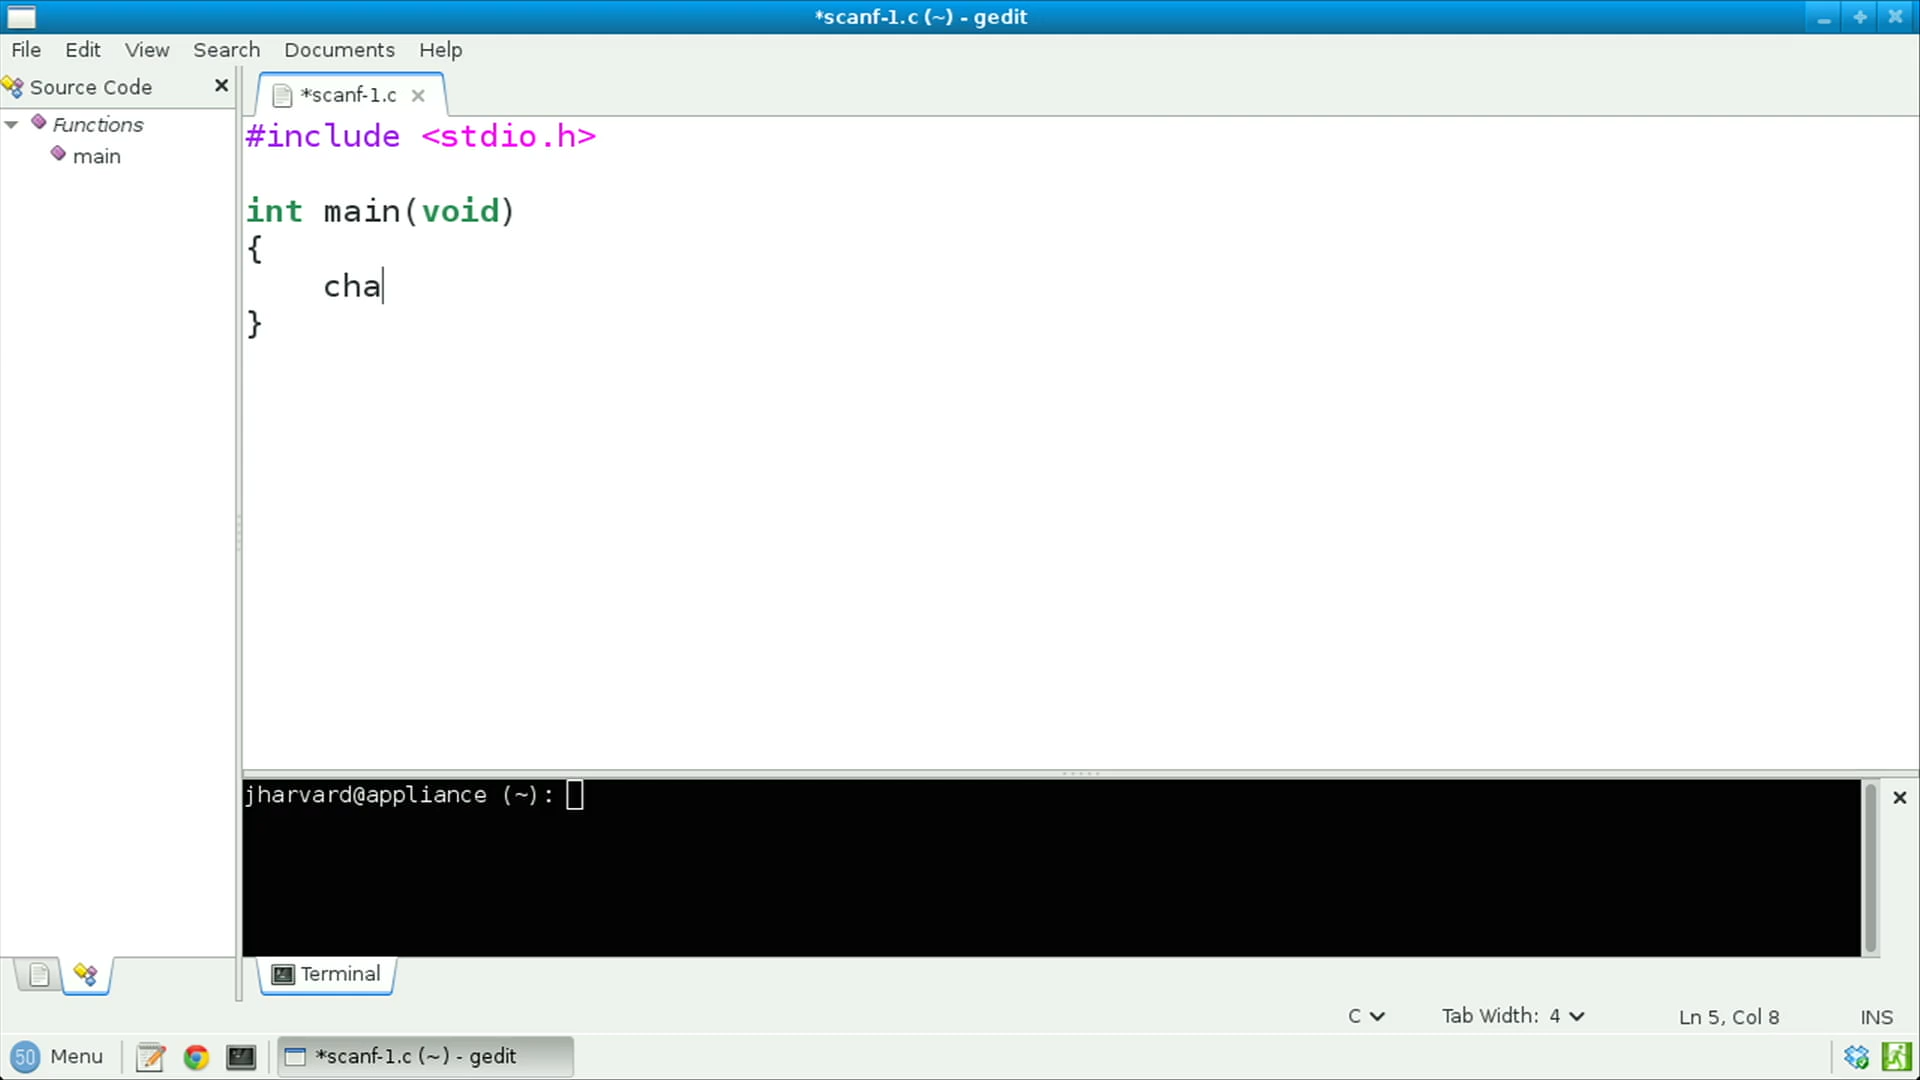 *scanf-1.c (~) - gedit
File Edit View Search Documents Help
Source Code
*scanf-1.c
Functions
main
#include <stdio.h>
int main(void)
{
    cha
}
jharvard@appliance (~):
Terminal
C Tab Width: 4 Ln 5, Col 8 INS
50 Menu *scanf-1.c (~) - gedit